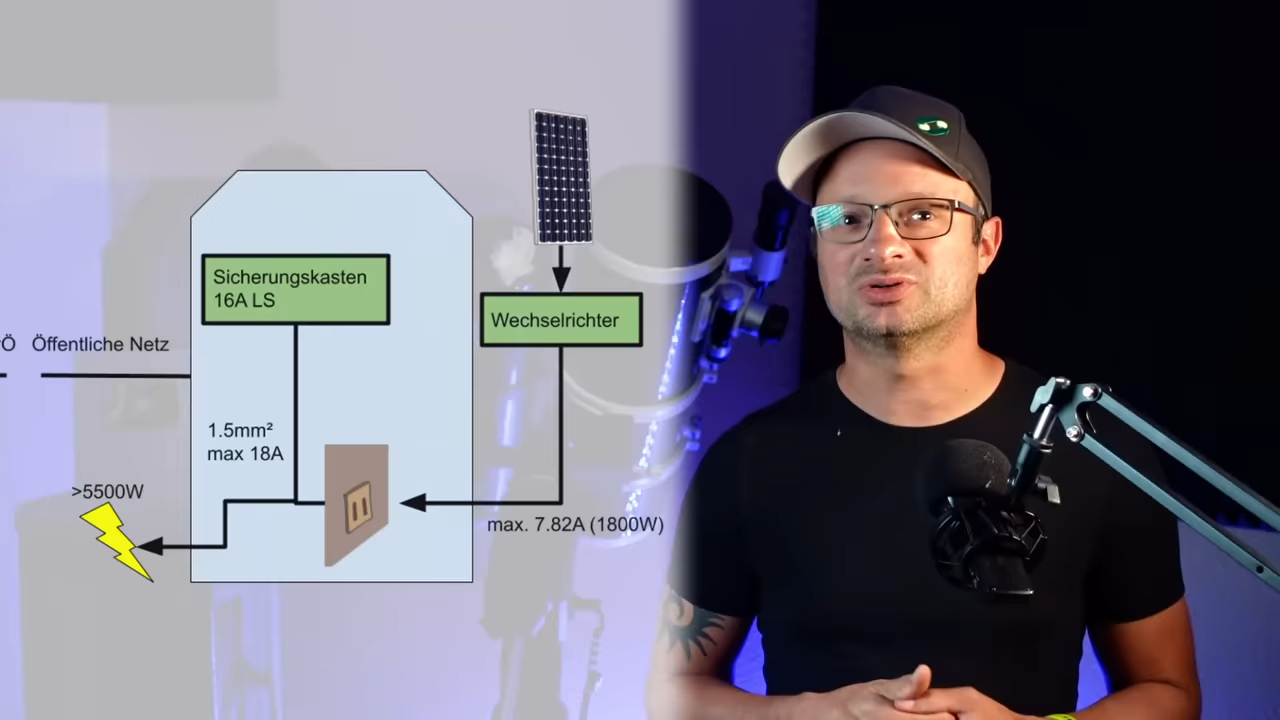 Sicherungskasten
16A LS
Wechselrichter
Ö Öffentliche Netz
1.5mm²
max 18A
>5500W
max. 7.82A (1800W)